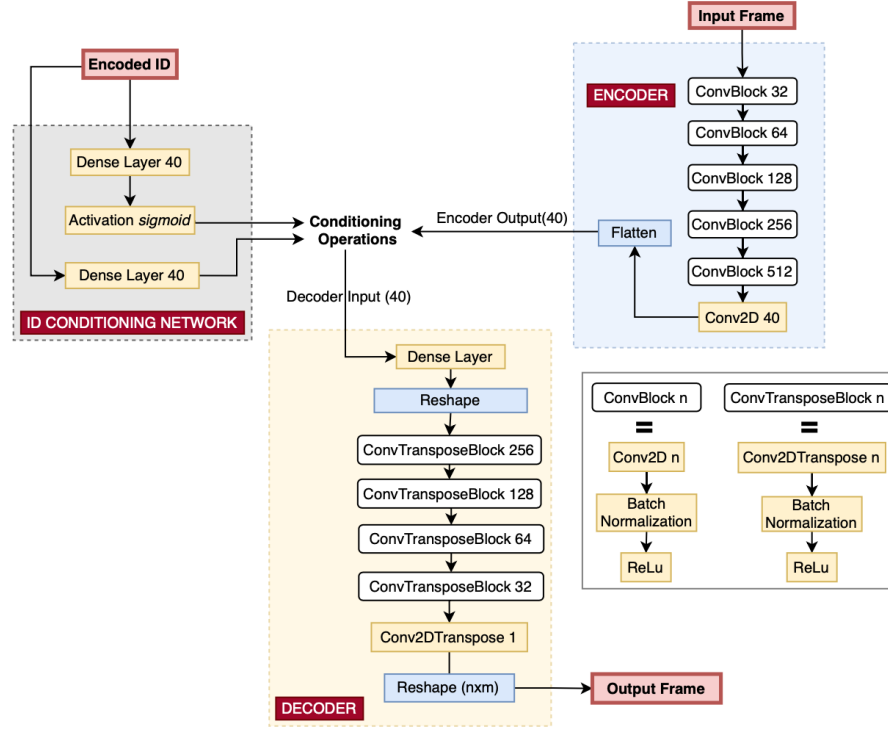 Input Frame
Encoded ID
ENCODER
ConvBlock 32
ConvBlock 64
ConvBlock 128
ConvBlock 256
ConvBlock 512
Conv2D 40
Flatten
Encoder Output(40)
Dense Layer 40
Activation sigmoid
Dense Layer 40
ID CONDITIONING NETWORK
Conditioning
Operations
Decoder Input (40)
Dense Layer
Reshape
ConvTransposeBlock 256
ConvTransposeBlock 128
ConvTransposeBlock 64
ConvTransposeBlock 32
Conv2DTranspose 1
Reshape (nxm)
DECODER
Output Frame
ConvBlock n
=
Conv2D n
Batch
Normalization
ReLu
ConvTransposeBlock n
=
Conv2DTranspose n
Batch
Normalization
ReLu